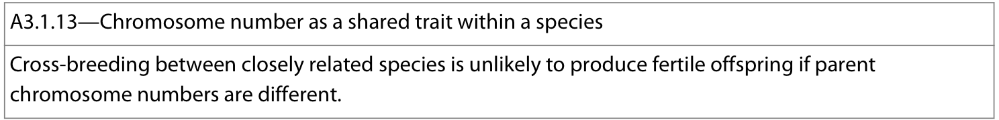 A3.1.13—Chromosome number as a shared trait within a species
Cross-breeding between closely related species is unlikely to produce fertile offspring if parent
chromosome numbers are different.